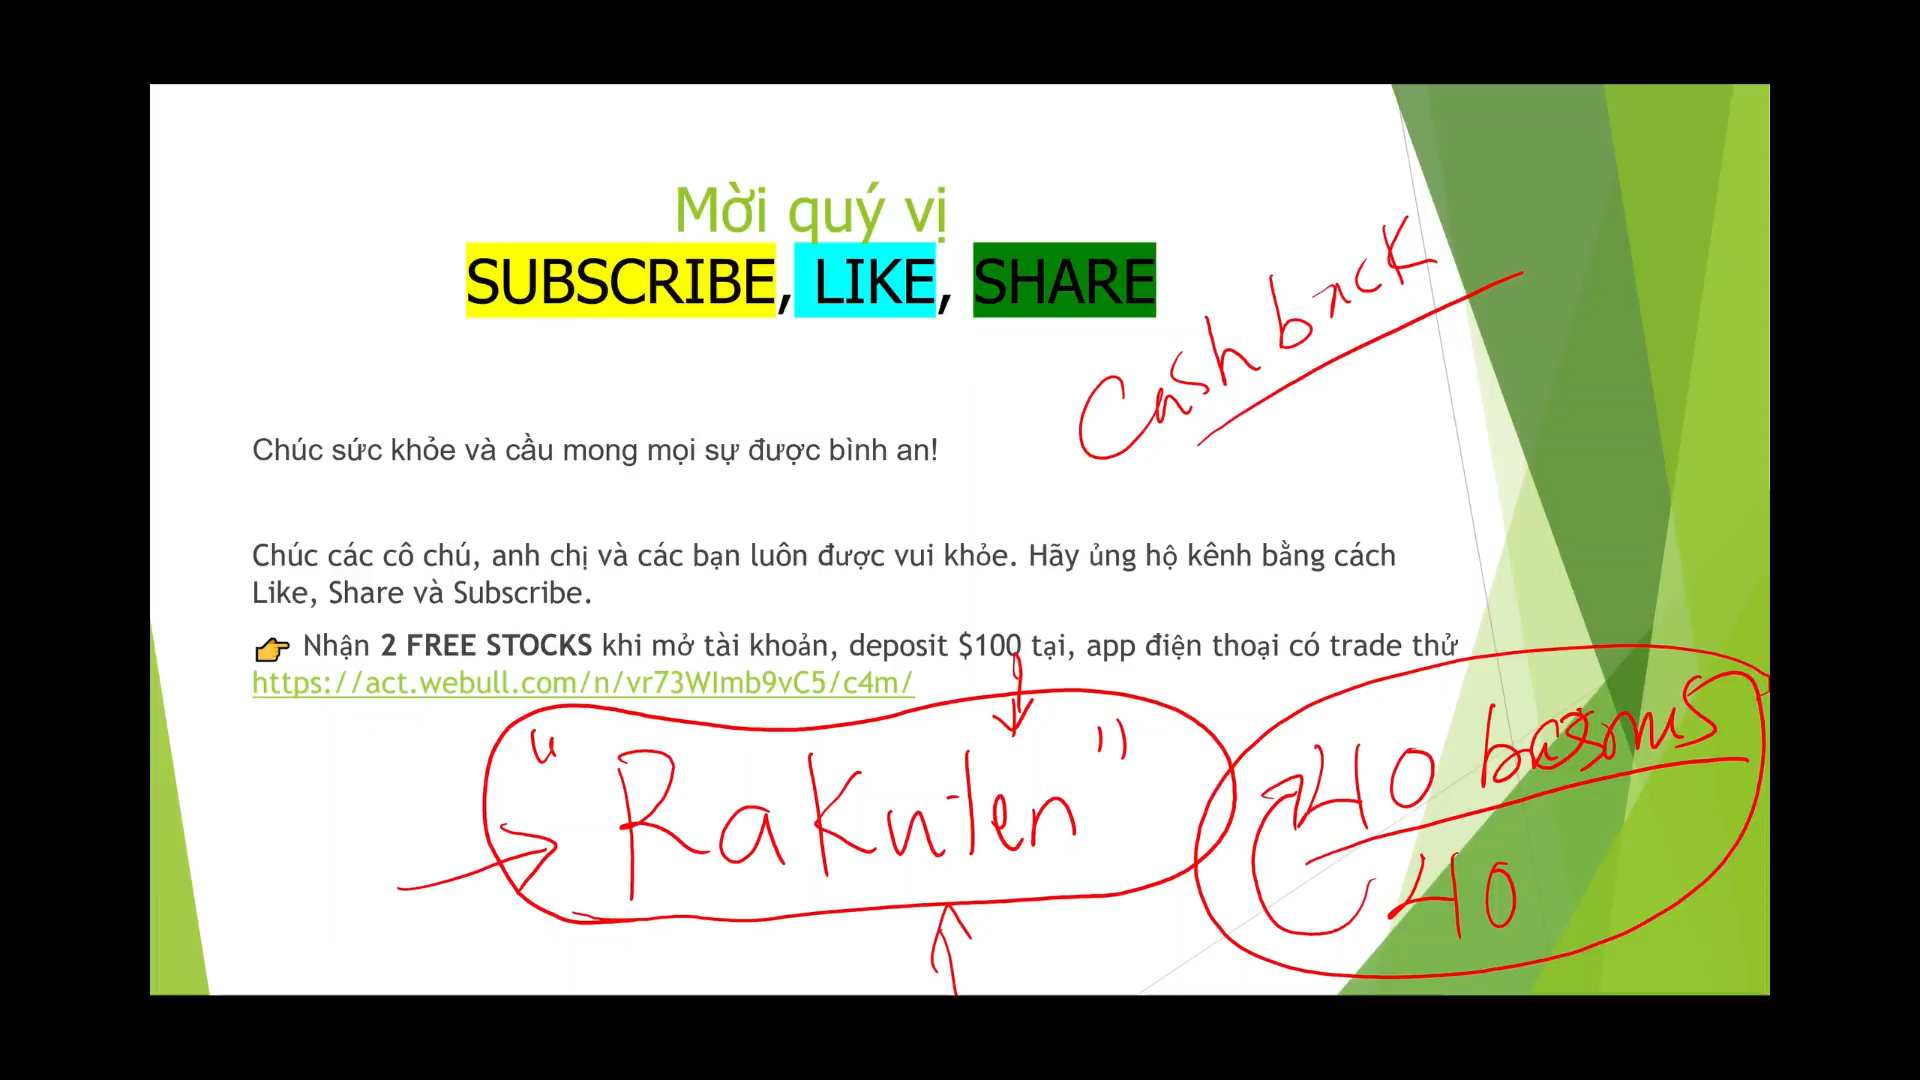 Mời quý vị
SUBSCRIBE, LIKE, SHARE
Cash back
Chúc sức khỏe và cầu mong mọi sự được bình an!
Chúc các cô chú, anh chị và các bạn luôn được vui khỏe. Hãy ủng hộ kênh bằng cách
Like, Share và Subscribe.
👉 Nhận 2 FREE STOCKS khi mở tài khoản, deposit $100 tại, app điện thoại có trade thử
https://act.webull.com/n/vr73WImb9vC5/c4m/
"Rakuten"
40
40